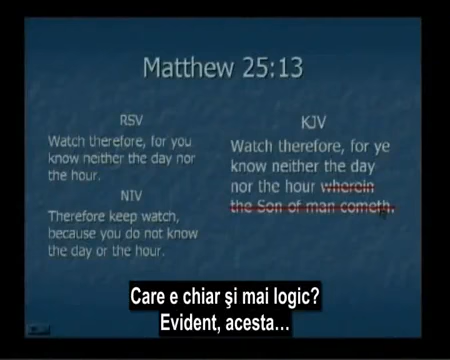 Matthew 25:13
RSV
Watch therefore, for you
know neither the day nor
the hour.
NTV
Therefore keep watch,
because you do not know
the day or the hour.
KJV
Watch therefore, for ye
know neither the day
nor the hour wherein
the Son of man cometh.
Care e chiar şi mai logic?
Evident, acesta…